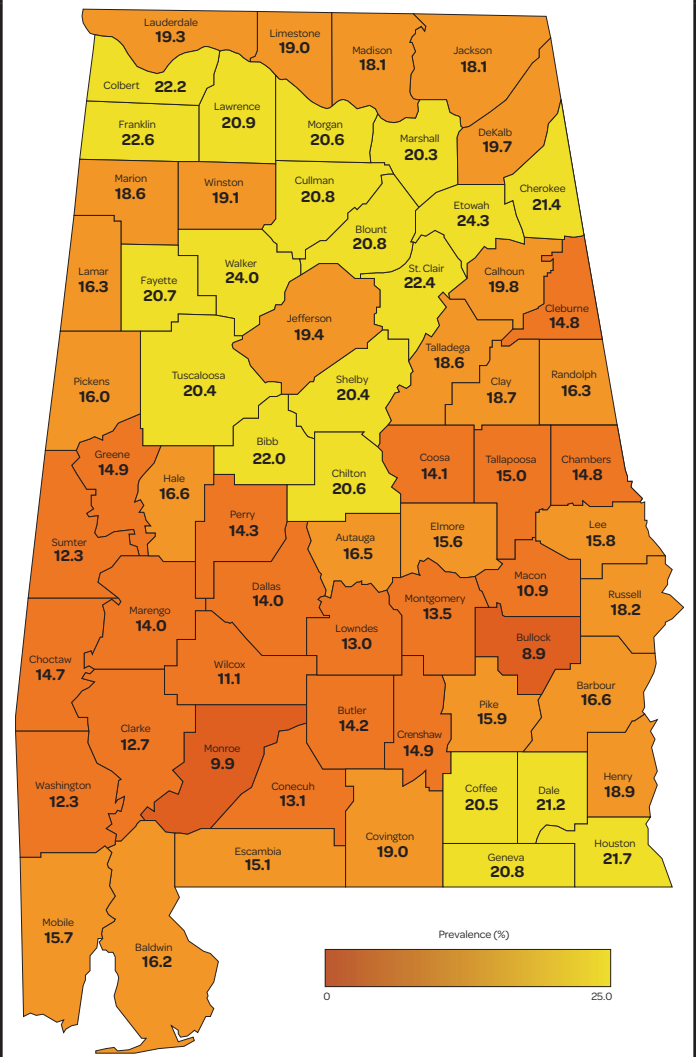 Lauderdale
19.3
Limestone
19.0
Madison
18.1
Jackson
18.1
Colbert 22.2
Lawrence
20.9
Franklin
22.6
Morgan
20.6
Marshall
20.3
DeKalb
19.7
Marion
18.6
Winston
19.1
Cullman
20.8
Cherokee
21.4
Etowah
24.3
Blount
20.8
Lamar
16.3
Fayette
20.7
Walker
24.0
St. Clair
22.4
Calhoun
19.8
Cleburne
14.8
Jefferson
19.4
Talladega
18.6
Pickens
16.0
Tuscaloosa
20.4
Shelby
20.4
Clay
18.7
Randolph
16.3
Bibb
22.0
Greene
14.9
Hale
16.6
Chilton
20.6
Coosa
14.1
Tallapoosa
15.0
Chambers
14.8
Perry
14.3
Sumter
12.3
Autauga
16.5
Elmore
15.6
Lee
15.8
Dallas
14.0
Macon
10.9
Marengo
14.0
Montgomery
13.5
Russell
18.2
Lowndes
13.0
Bullock
8.9
Choctaw
14.7
Wilcox
11.1
Barbour
16.6
Butler
14.2
Pike
15.9
Clarke
12.7
Crenshaw
14.9
Monroe
9.9
Washington
12.3
Conecuh
13.1
Coffee
20.5
Dale
21.2
Henry
18.9
Covington
19.0
Escambia
15.1
Geneva
20.8
Houston
21.7
Mobile
15.7
Baldwin
16.2
Prevalence (%)
0 25.0